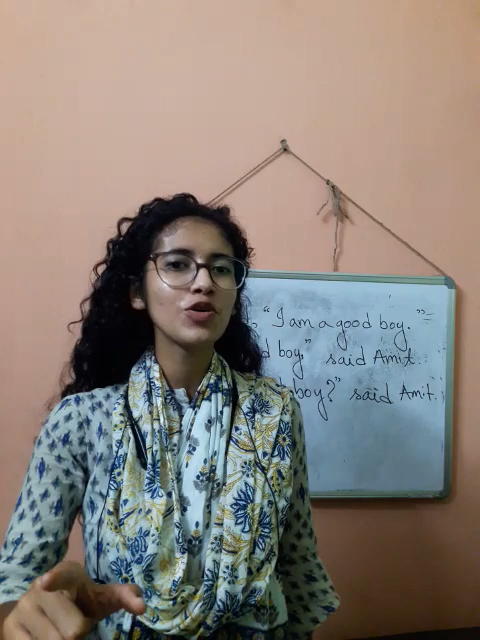 , "I am a good boy."
d boy," said Amit.
boy?" said Amit.